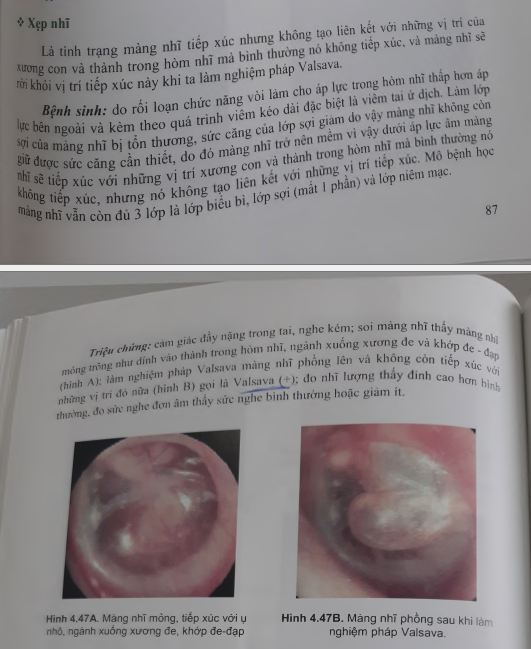 ❖ Xẹp nhĩ
Là tình trạng màng nhĩ tiếp xúc nhưng không tạo liên kết với những vị trí của
xương con và thành trong hòm nhĩ mà bình thường nó không tiếp xúc, và màng nhĩ sẽ
rời khỏi vị trí tiếp xúc này khi ta làm nghiệm pháp Valsava.
Bệnh sinh: do rối loạn chức năng vòi làm cho áp lực trong hòm nhĩ thấp hơn áp
lực bên ngoài và kèm theo quá trình viêm kéo dài đặc biệt là viêm tai ứ dịch. Làm lớp
sợi của màng nhĩ bị tổn thương, sức căng của lớp sợi giảm do vậy màng nhĩ không còn
giữ được sức căng cần thiết, do đó màng nhĩ trở nên mềm vì vậy dưới áp lực âm màng
nhĩ sẽ tiếp xúc với những vị trí xương con và thành trong hòm nhĩ mà bình thường nó
không tiếp xúc, nhưng nó không tạo liên kết với những vị trí tiếp xúc. Mô bệnh học
màng nhĩ vẫn còn đủ 3 lớp là lớp biểu bì, lớp sợi (mất 1 phần) và lớp niêm mạc.
87
Triệu chứng: cảm giác đầy nặng trong tai, nghe kém; soi màng nhĩ thấy màng nhĩ
mỏng trông như dính vào thành trong hòm nhĩ, ngành xuống xương đe và khớp đe - đạp
(hình A); làm nghiệm pháp Valsava màng nhĩ phồng lên và không còn tiếp xúc với
những vị trí đó nữa (hình B) gọi là Valsava (+); đo nhĩ lượng thấy đỉnh cao hơn bình
thường, đo sức nghe đơn âm thấy sức nghe bình thường hoặc giảm ít.
Hình 4.47A. Màng nhĩ mỏng, tiếp xúc với ụ
nhô, ngành xuống xương đe, khớp đe-đạp
Hình 4.47B. Màng nhĩ phồng sau khi làm
nghiệm pháp Valsava.